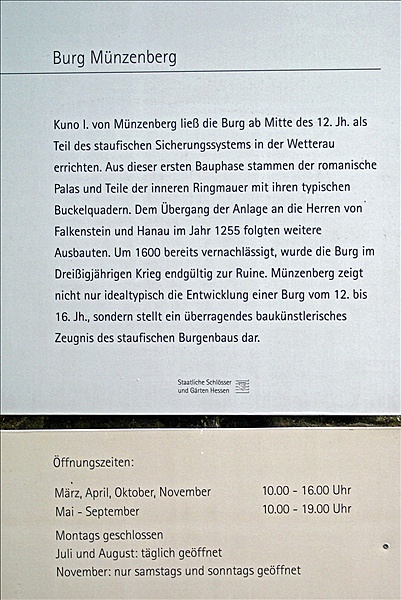 Burg Münzenberg
Kuno I. von Münzenberg ließ die Burg ab Mitte des 12. Jh. als
Teil des staufischen Sicherungssystems in der Wetterau
errichten. Aus dieser ersten Bauphase stammen der romanische
Palas und Teile der inneren Ringmauer mit ihren typischen
Buckelquadern. Dem Übergang der Anlage an die Herren von
Falkenstein und Hanau im Jahr 1255 folgten weitere
Ausbauten. Um 1600 bereits vernachlässigt, wurde die Burg im
Dreißigjährigen Krieg endgültig zur Ruine. Münzenberg zeigt
nicht nur idealtypisch die Entwicklung einer Burg vom 12. bis
16. Jh., sondern stellt ein überragendes baukünstlerisches
Zeugnis des staufischen Burgenbaus dar.
Staatliche Schlösser
und Gärten Hessen
Öffnungszeiten:
März, April, Oktober, November 10.00 - 16.00 Uhr
Mai - September 10.00 - 19.00 Uhr
Montags geschlossen
Juli und August: täglich geöffnet
November: nur samstags und sonntags geöffnet